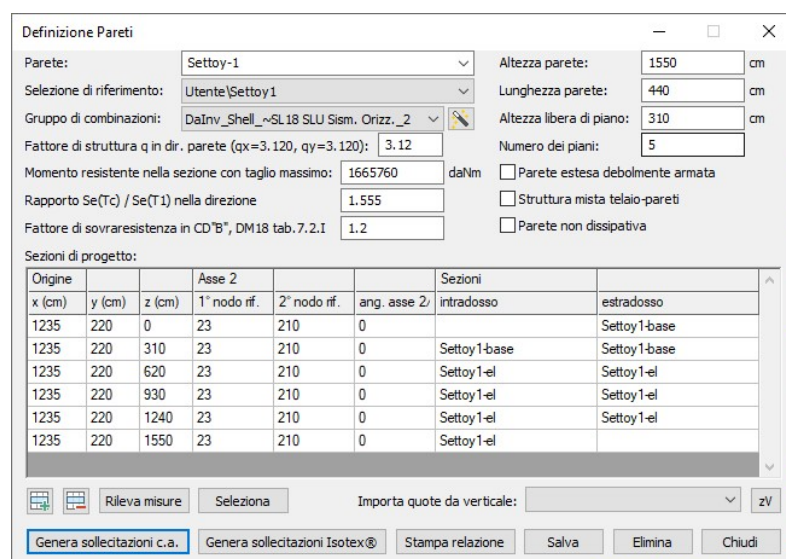 Definizione Pareti
Parete: Settoy-1 Altezza parete: 1550 cm
Selezione di riferimento: Utente\Settoy1 Lunghezza parete: 440 cm
Gruppo di combinazioni: DaInv_Shell_~SL18 SLU Sism. Orizz._2 Altezza libera di piano: 310 cm
Fattore di struttura q in dir. parete (qx=3.120, qy=3.120): 3.12 Numero dei piani: 5
Momento resistente nella sezione con taglio massimo: 1665760 daNm Parete estesa debolmente armata
Rapporto Se(Tc) / Se(T1) nella direzione 1.555 Struttura mista telaio-pareti
Fattore di sovraresistenza in CD"B", DM18 tab.7.2.I 1.2 Parete non dissipativa
Sezioni di progetto:
Origine Asse 2 Sezioni
x (cm) y (cm) z (cm) 1° nodo rif. 2° nodo rif. ang. asse 2/ intradosso estradosso
1235 220 0 23 210 0 Settoy1-base
1235 220 310 23 210 0 Settoy1-base Settoy1-base
1235 220 620 23 210 0 Settoy1-el Settoy1-el
1235 220 930 23 210 0 Settoy1-el Settoy1-el
1235 220 1240 23 210 0 Settoy1-el Settoy1-el
1235 220 1550 23 210 0 Settoy1-el
Rileva misure Seleziona Importa quote da verticale: zV
Genera sollecitazioni c.a. Genera sollecitazioni Isotex® Stampa relazione Salva Elimina Chiudi